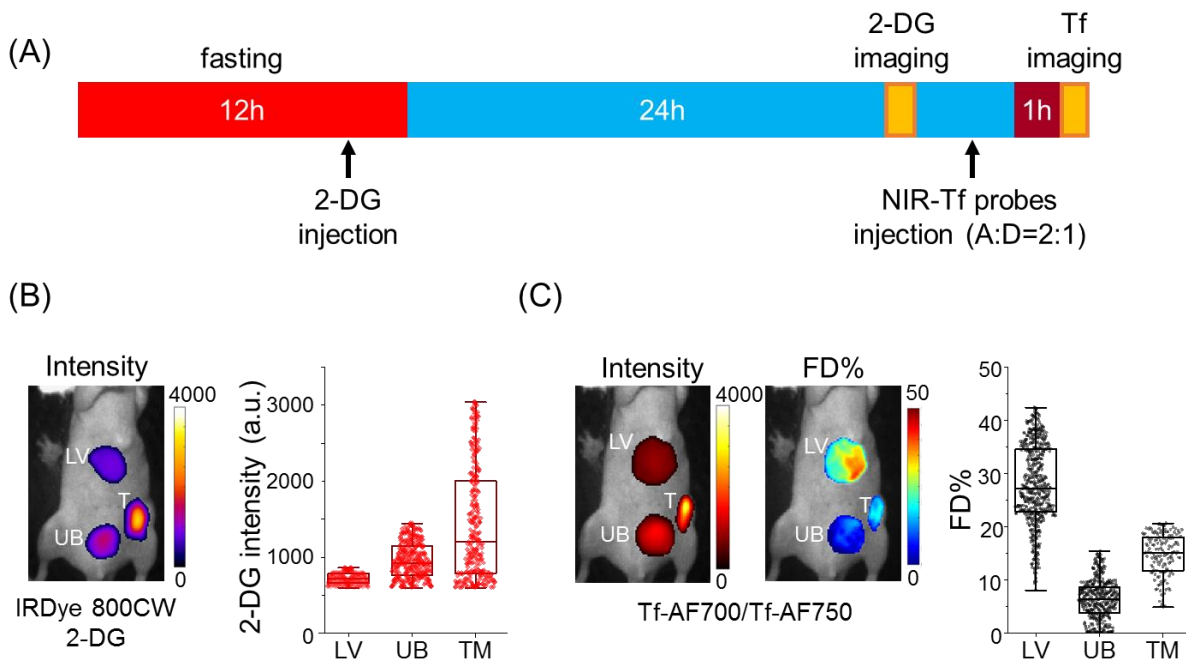 (A)
fasting
2-DG
imaging
Tf
imaging
12h
24h
1h
2-DG
injection
NIR-Tf probes
injection (A:D=2:1)
(B)
Intensity
4000
0
LV
T
UB
IRDye 800CW
2-DG
2-DG intensity (a.u.)
3000
2000
1000
0
LV UB TM
(C)
Intensity
4000
0
LV
T
UB
FD%
50
0
LV
T
UB
Tf-AF700/Tf-AF750
FD%
50
40
30
20
10
0
LV UB TM